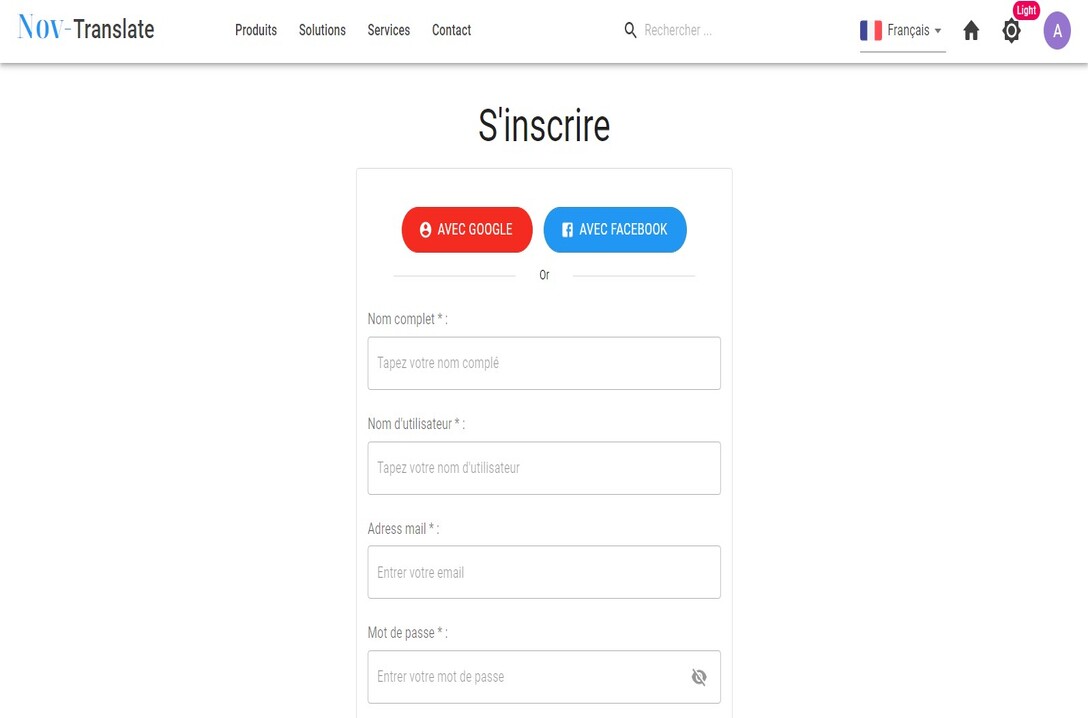 Nov-Translate Produits Solutions Services Contact Rechercher ... Français Light A
S'inscrire
AVEC GOOGLE AVEC FACEBOOK
Or
Nom complet * :
Tapez votre nom complé
Nom d'utilisateur * :
Tapez votre nom d'utilisateur
Adress mail * :
Entrer votre email
Mot de passe * :
Entrer votre mot de passe